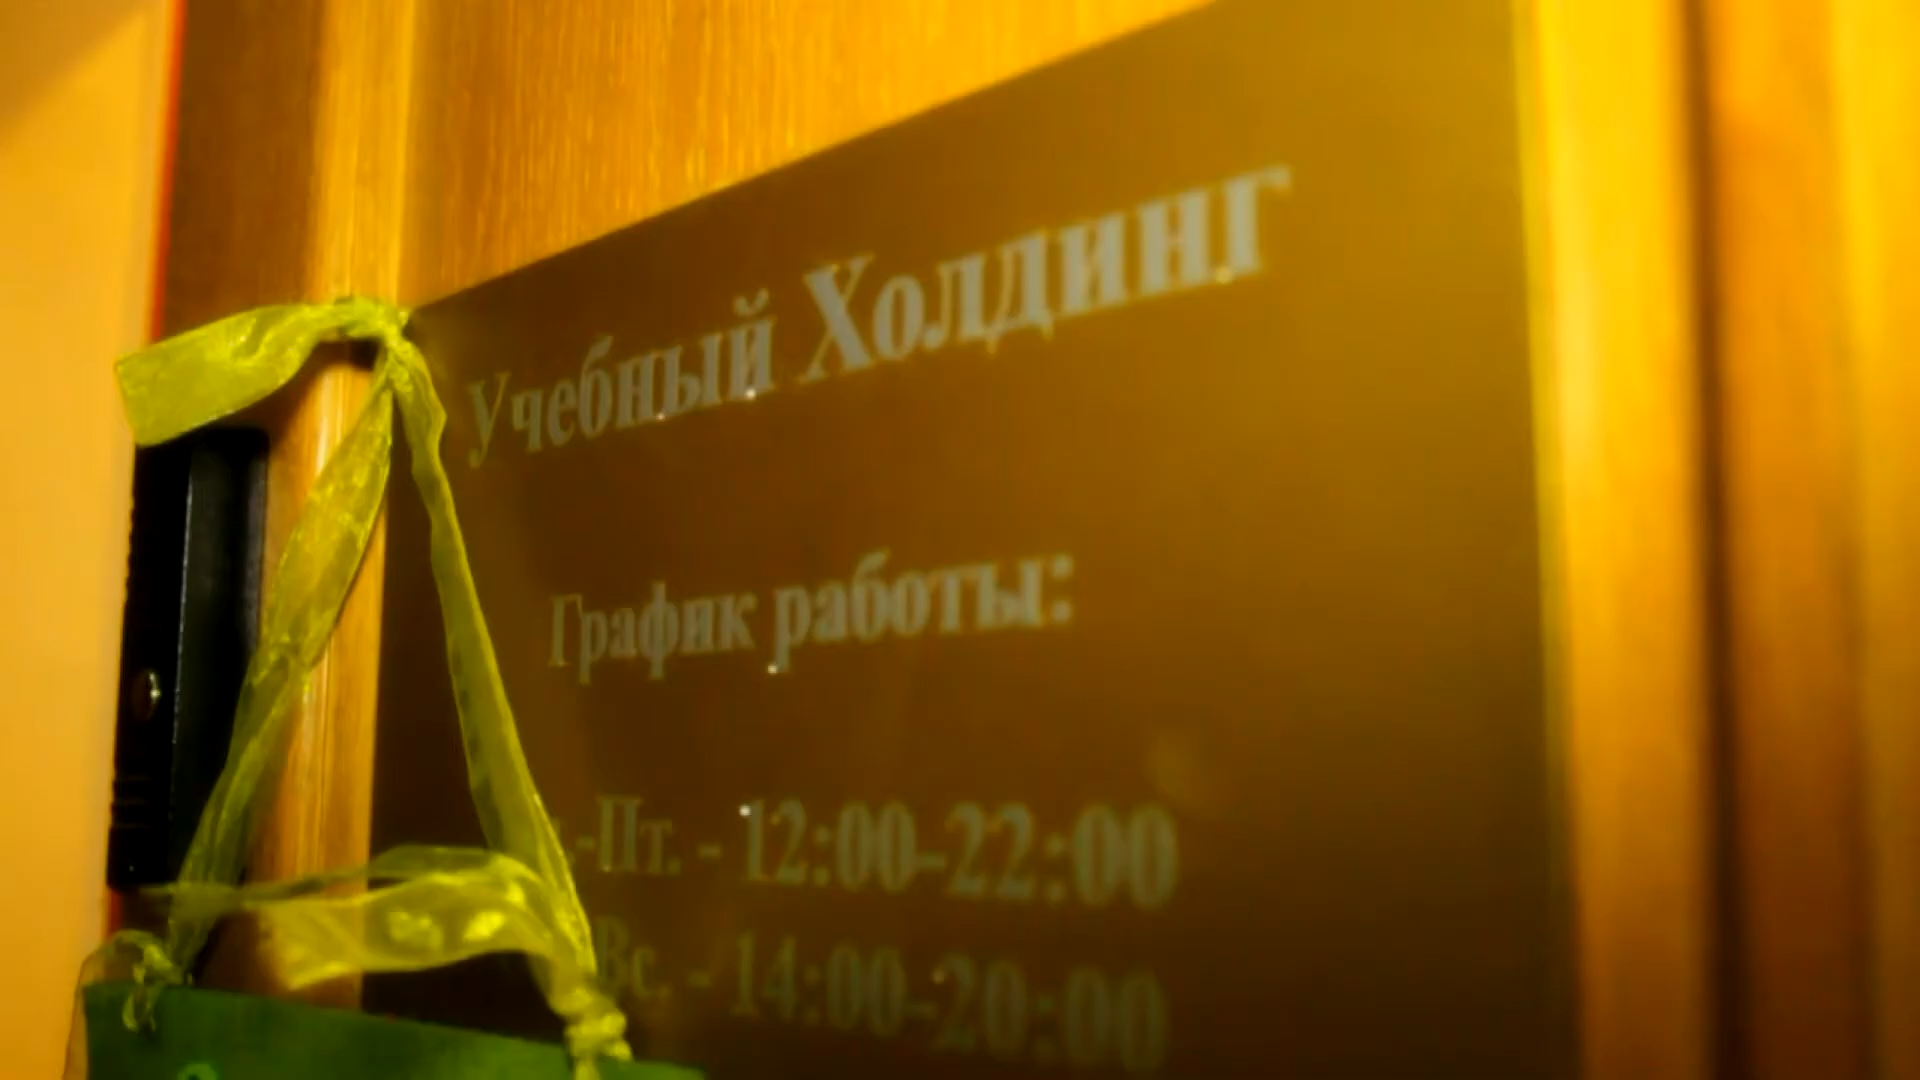 Учебный Холдинг
График работы:
.-Пт. - 12:00-22:00
Вс. - 14:00-20:00